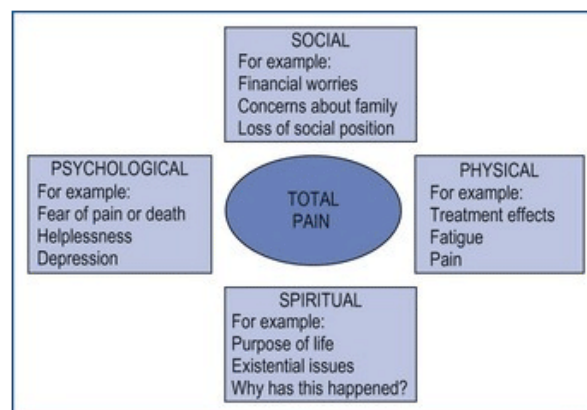 SOCIAL
For example:
Financial worries
Concerns about family
Loss of social position
PSYCHOLOGICAL
For example:
Fear of pain or death
Helplessness
Depression
TOTAL
PAIN
PHYSICAL
For example:
Treatment effects
Fatigue
Pain
SPIRITUAL
For example:
Purpose of life
Existential issues
Why has this happened?